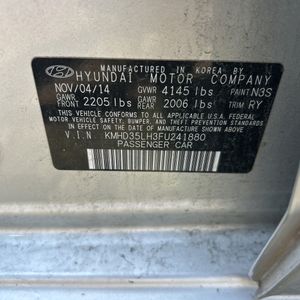 MANUFACTURED IN KOREA BY
HYUNDAI MOTOR COMPANY
NOV/04/14 GVWR 4145 lbs PAINT N3S
GAWR FRONT 2205 lbs GAWR REAR 2006 lbs TRIM RY
THIS VEHICLE CONFORMS TO ALL APPLICABLE U.S.A. FEDERAL
MOTOR VEHICLE SAFETY, BUMPER, AND THEFT PREVENTION
STANDARDS IN EFFECT ON THE DATE OF MANUFACTURE SHOWN ABOVE.
V.I.N KMHD35LH3FU241880
PASSENGER CAR